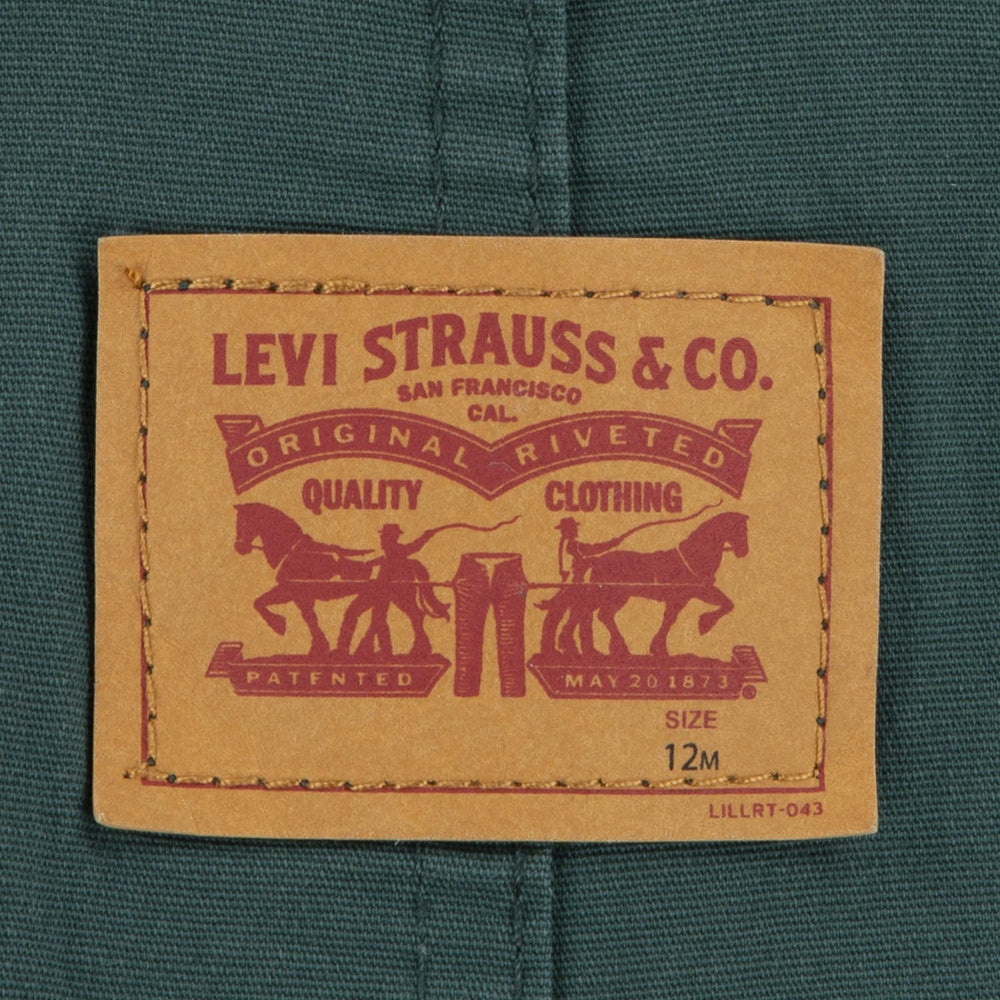 LEVI STRAUSS & CO.
SAN FRANCISCO
CAL.
ORIGINAL RIVETED
QUALITY CLOTHING
PATENTED MAY 20 1873 ®
SIZE
12M
LILLRT-043